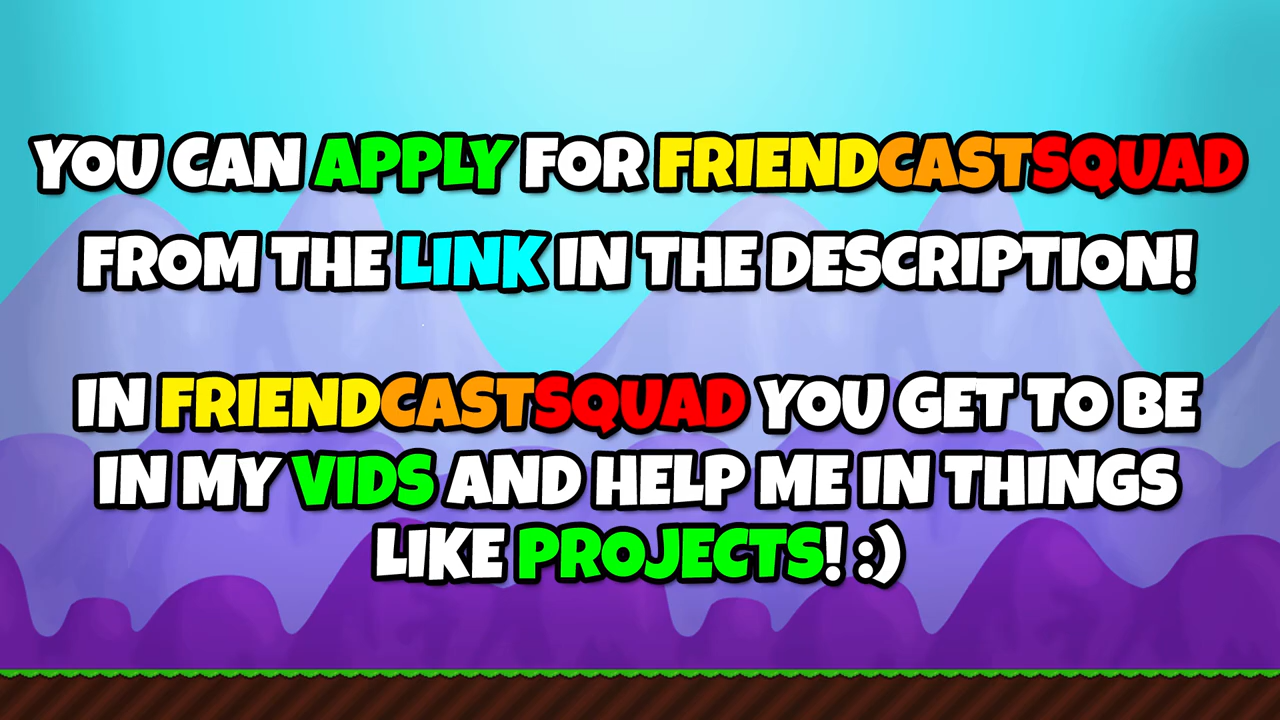 YOU CAN APPLY FOR FRIENDCASTSQUAD
FROM THE LINK IN THE DESCRIPTION!
IN FRIENDCASTSQUAD YOU GET TO BE
IN MY VIDS AND HELP ME IN THINGS
LIKE PROJECTS! :)